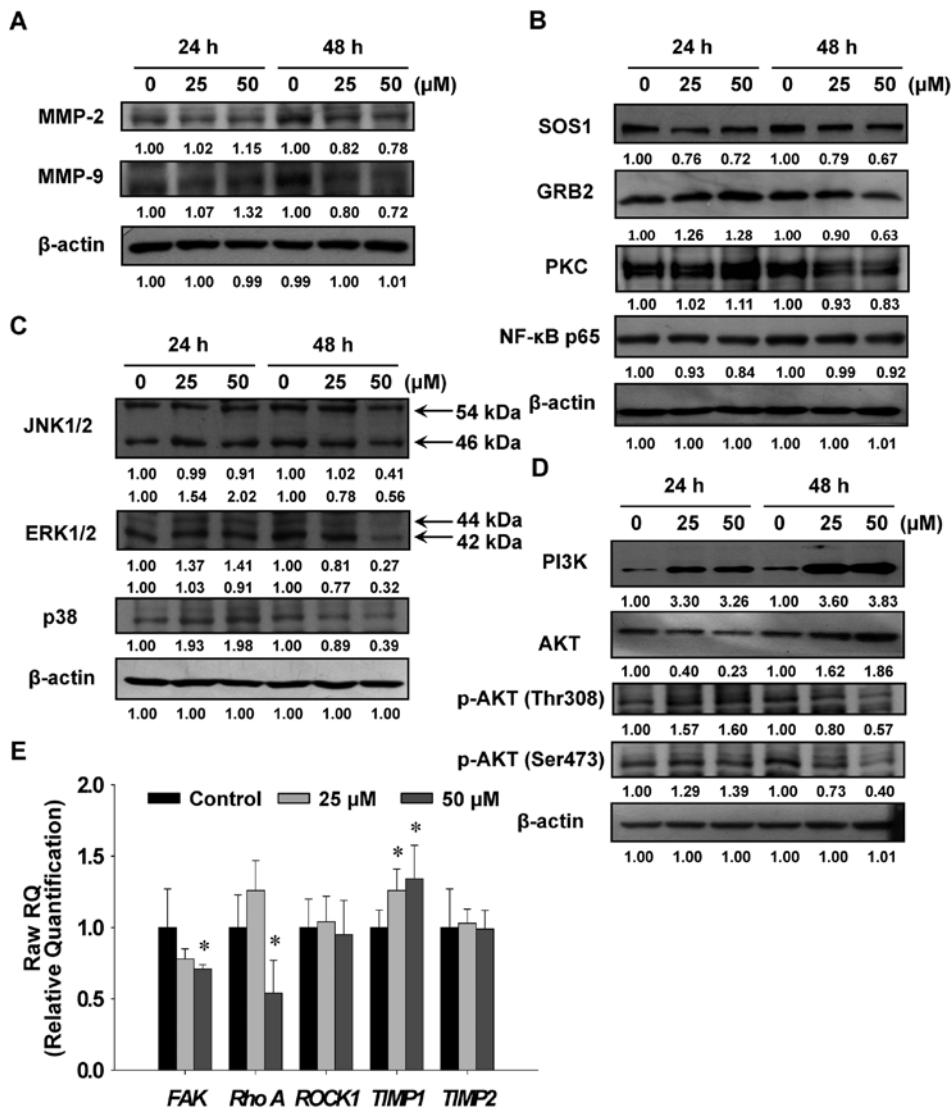 A
24 h 48 h
0 25 50 0 25 50 (μM)
MMP-2
1.00 1.02 1.15 1.00 0.82 0.78
MMP-9
1.00 1.07 1.32 1.00 0.80 0.72
β-actin
1.00 1.00 0.99 0.99 1.00 1.01
B
24 h 48 h
0 25 50 0 25 50 (μM)
SOS1
1.00 0.76 0.72 1.00 0.79 0.67
GRB2
1.00 1.26 1.28 1.00 0.90 0.63
PKC
1.00 1.02 1.11 1.00 0.93 0.83
NF-κB p65
1.00 0.93 0.84 1.00 0.99 0.92
β-actin
1.00 1.00 1.00 1.00 1.00 1.01
C
24 h 48 h
0 25 50 0 25 50 (μM)
54 kDa
JNK1/2
46 kDa
1.00 0.99 0.91 1.00 1.02 0.41
1.00 1.54 2.02 1.00 0.78 0.56
44 kDa
ERK1/2
42 kDa
1.00 1.37 1.41 1.00 0.81 0.27
1.00 1.03 0.91 1.00 0.77 0.32
p38
1.00 1.93 1.98 1.00 0.89 0.39
β-actin
1.00 1.00 1.00 1.00 1.00 1.00
D
24 h 48 h
0 25 50 0 25 50 (μM)
PI3K
1.00 3.30 3.26 1.00 3.60 3.83
AKT
1.00 0.40 0.23 1.00 1.62 1.86
p-AKT (Thr308)
1.00 1.57 1.60 1.00 0.80 0.57
p-AKT (Ser473)
1.00 1.29 1.39 1.00 0.73 0.40
β-actin
1.00 1.00 1.00 1.00 1.00 1.01
E
Raw RQ
(Relative Quantification)
2.0
1.5
1.0
0.5
0.0
Control 25 μM 50 μM
* * * *
FAK Rho A ROCK1 TIMP1 TIMP2